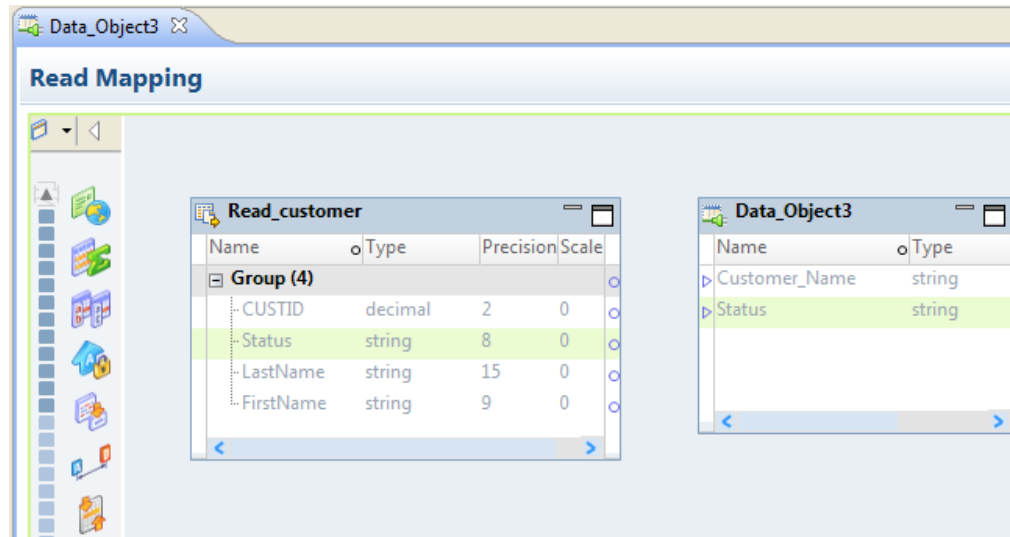 Data_Object3
Read Mapping
Read_customer
Name Type Precision Scale
Group (4)
CUSTID decimal 2 0
Status string 8 0
LastName string 15 0
FirstName string 9 0
Data_Object3
Name Type
Customer_Name string
Status string